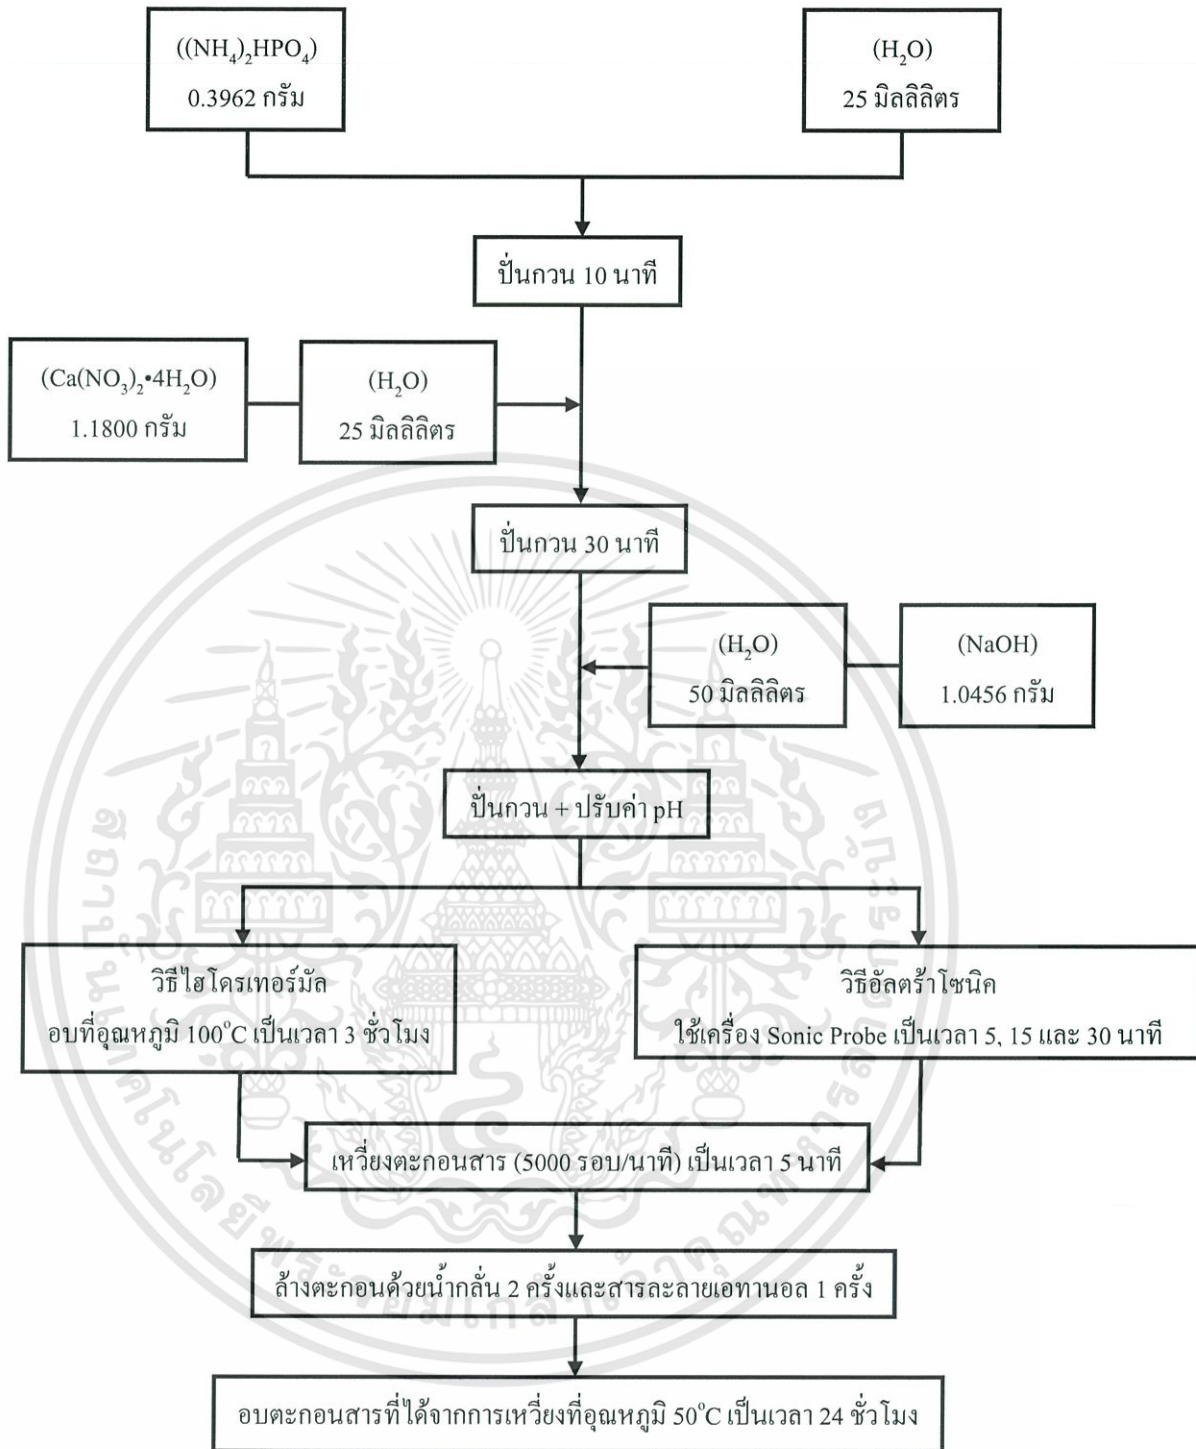 ((NH₄)₂HPO₄)
0.3962 กรัม
(H₂O)
25 มิลลิลิตร
ปั่นกวน 10 นาที
(Ca(NO₃)₂•4H₂O)
1.1800 กรัม
(H₂O)
25 มิลลิลิตร
ปั่นกวน 30 นาที
(H₂O)
50 มิลลิลิตร
(NaOH)
1.0456 กรัม
ปั่นกวน + ปรับค่า pH
วิธีไฮโดรเทอร์มัล
อบที่อุณหภูมิ 100°C เป็นเวลา 3 ชั่วโมง
วิธีอัลตร้าโซนิค
ใช้เครื่อง Sonic Probe เป็นเวลา 5, 15 และ 30 นาที
เหวี่ยงตะกอนสาร (5000 รอบ/นาที) เป็นเวลา 5 นาที
ล้างตะกอนด้วยน้ำกลั่น 2 ครั้งและสารละลายเอทานอล 1 ครั้ง
อบตะกอนสารที่ได้จากการเหวี่ยงที่อุณหภูมิ 50°C เป็นเวลา 24 ชั่วโมง